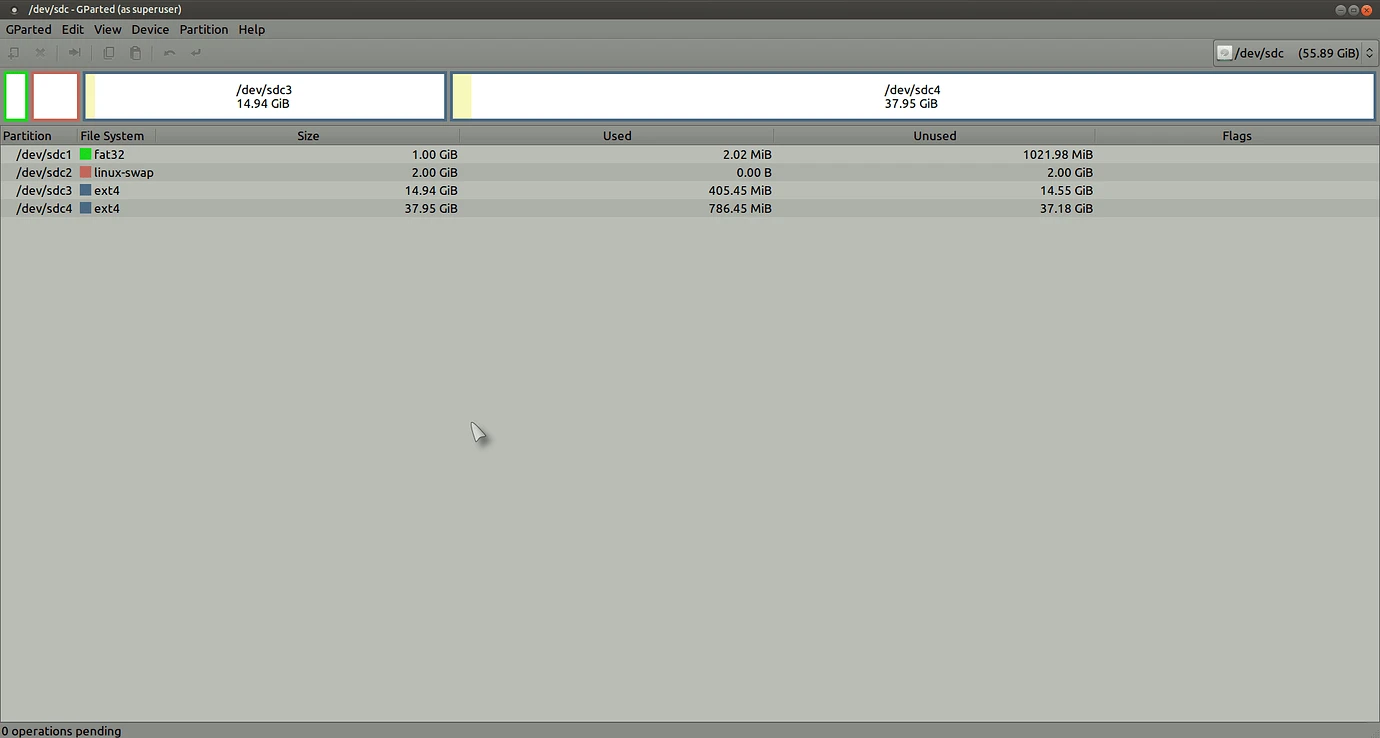 /dev/sdc - GParted (as superuser)
GParted Edit View Device Partition Help
/dev/sdc (55.89 GiB)
/dev/sdc3
14.94 GiB
/dev/sdc4
37.95 GiB
Partition File System Size Used Unused Flags
/dev/sdc1 fat32 1.00 GiB 2.02 MiB 1021.98 MiB
/dev/sdc2 linux-swap 2.00 GiB 0.00 B 2.00 GiB
/dev/sdc3 ext4 14.94 GiB 405.45 MiB 14.55 GiB
/dev/sdc4 ext4 37.95 GiB 786.45 MiB 37.18 GiB
0 operations pending